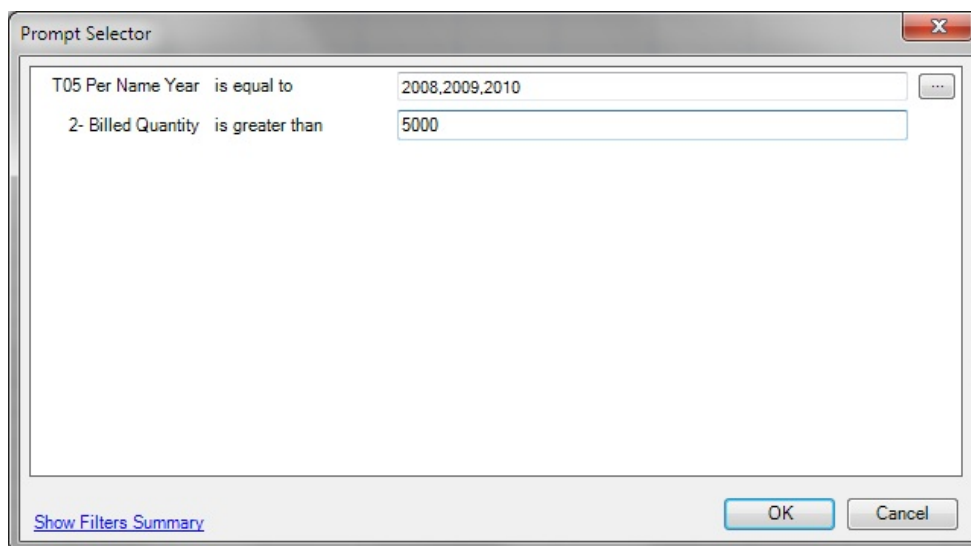 Prompt Selector
T05 Per Name Year is equal to 2008,2009,2010 ...
2- Billed Quantity is greater than 5000
Show Filters Summary OK Cancel